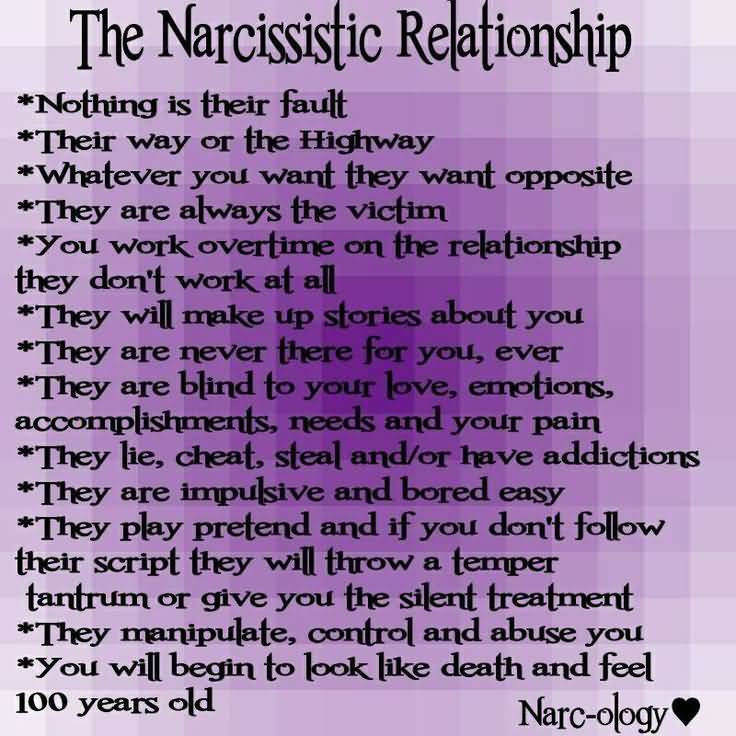 The Narcissistic Relationship
*Nothing is their fault
*Their way or the Highway
*Whatever you want they want opposite
*They are always the victim
*You work overtime on the relationship
they don't work at all
*They will make up stories about you
*They are never there for you, ever
*They are blind to your love, emotions,
accomplishments, needs and your pain
*They lie, cheat, steal and/or have addictions
*They are impulsive and bored easy
*They play pretend and if you don't follow
their script they will throw a temper
tantrum or give you the silent treatment
*They manipulate, control and abuse you
*You will begin to look like death and feel
100 years old
Narc-ology♥